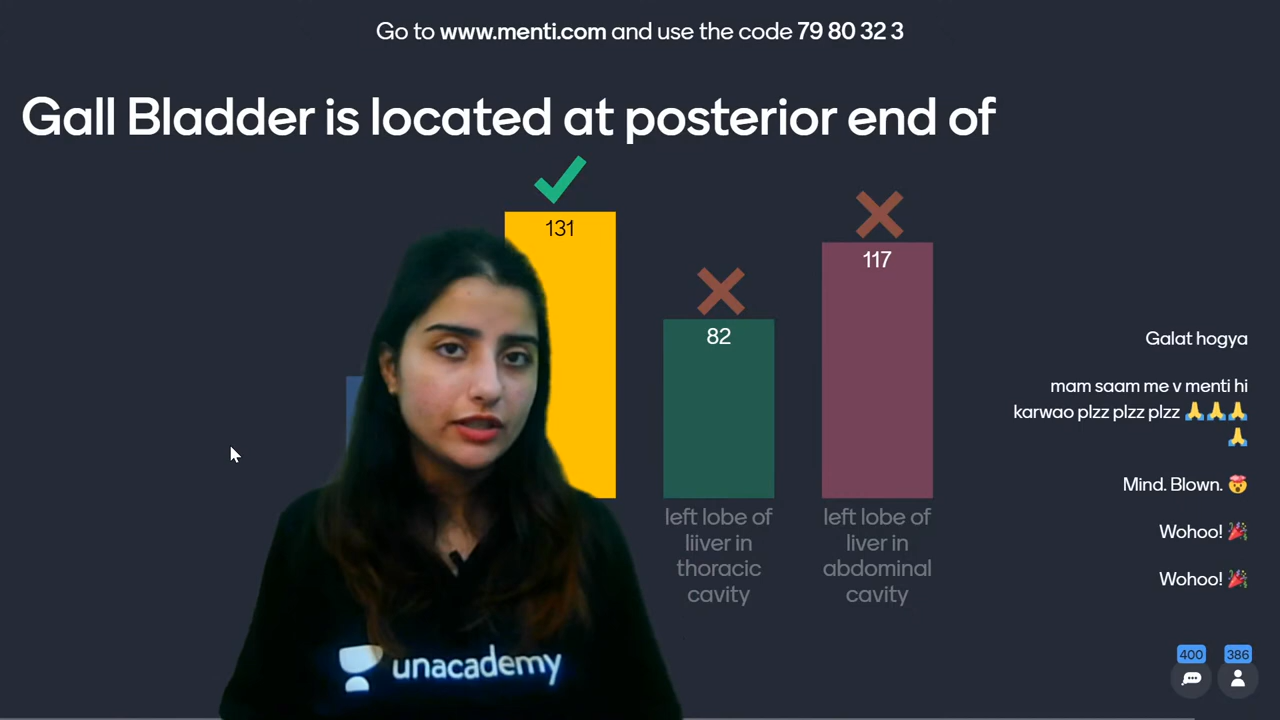 Go to www.menti.com and use the code 79 80 32 3
Gall Bladder is located at posterior end of
131
82
117
left lobe of
liiver in
thoracic
cavity
left lobe of
liver in
abdominal
cavity
Galat hogya
mam saam me v menti hi
karwao plzz plzz plzz 🙏🙏🙏
🙏
Mind. Blown. 🤯
Wohoo! 🎉
Wohoo! 🎉
400
386
unacademy